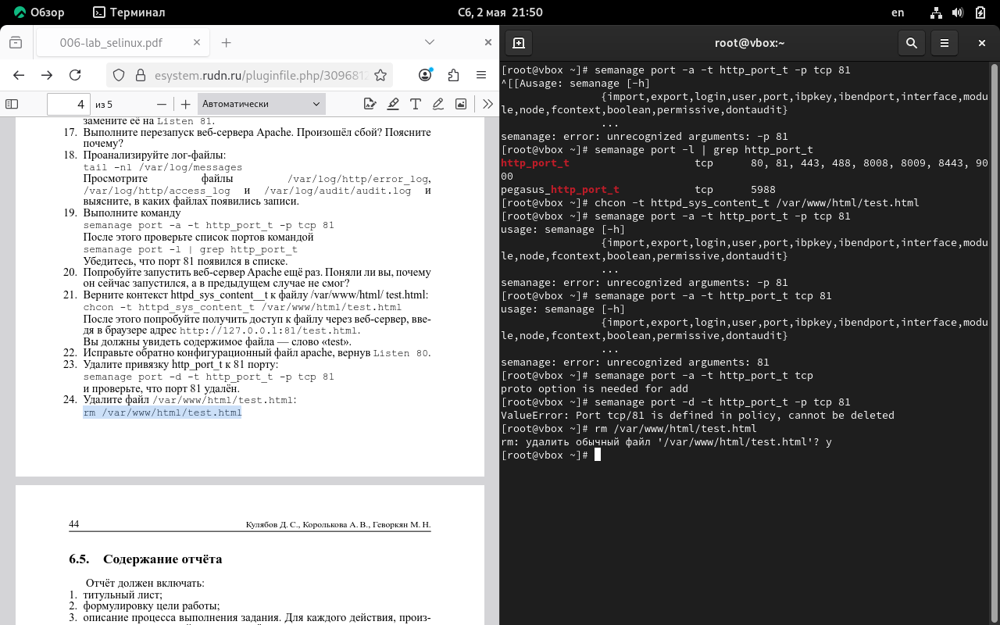 Обзор
Терминал
Сб, 2 мая 21:50
en
006-lab_selinux.pdf
esystem.rudn.ru/pluginfile.php/3096812
4
из 5
Автоматически
замените её на Listen 81.
17. Выполните перезапуск веб-сервера Apache. Произошёл сбой? Поясните
почему?
18. Проанализируйте лог-файлы:
tail -nl /var/log/messages
Просмотрите файлы /var/log/http/error_log,
/var/log/http/access_log и /var/log/audit/audit.log и
выясните, в каких файлах появились записи.
19. Выполните команду
semanage port -a -t http_port_t -p tcp 81
После этого проверьте список портов командой
semanage port -l | grep http_port_t
Убедитесь, что порт 81 появился в списке.
20. Попробуйте запустить веб-сервер Apache ещё раз. Поняли ли вы, почему
он сейчас запустился, а в предыдущем случае не смог?
21. Верните контекст httpd_sys_content__t к файлу /var/www/html/ test.html:
chcon -t httpd_sys_content_t /var/www/html/test.html
После этого попробуйте получить доступ к файлу через веб-сервер, вве-
дя в браузере адрес http://127.0.0.1:81/test.html.
Вы должны увидеть содержимое файла — слово «test».
22. Исправьте обратно конфигурационный файл apache, вернув Listen 80.
23. Удалите привязку http_port_t к 81 порту:
semanage port -d -t http_port_t -p tcp 81
и проверьте, что порт 81 удалён.
24. Удалите файл /var/www/html/test.html:
rm /var/www/html/test.html
44
Кулябов Д. С., Королькова А. В., Геворкян М. Н.
6.5. Содержание отчёта
Отчёт должен включать:
1. титульный лист;
2. формулировку цели работы;
3. описание процесса выполнения задания. Для каждого действия, произ-
root@vbox:~
[root@vbox ~]# semanage port -a -t http_port_t -p tcp 81
^[[Ausage: semanage [-h]
{import,export,login,user,port,ibpkey,ibendport,interface,modu
le,node,fcontext,boolean,permissive,dontaudit}
...
semanage: error: unrecognized arguments: -p 81
[root@vbox ~]# semanage port -l | grep http_port_t
http_port_t tcp 80, 81, 443, 488, 8008, 8009, 8443, 90
00
pegasus_http_port_t tcp 5988
[root@vbox ~]# chcon -t httpd_sys_content_t /var/www/html/test.html
[root@vbox ~]# semanage port -a -t http_port_t -p tcp 81
usage: semanage [-h]
{import,export,login,user,port,ibpkey,ibendport,interface,modu
le,node,fcontext,boolean,permissive,dontaudit}
...
semanage: error: unrecognized arguments: -p 81
[root@vbox ~]# semanage port -a -t http_port_t tcp 81
usage: semanage [-h]
{import,export,login,user,port,ibpkey,ibendport,interface,modu
le,node,fcontext,boolean,permissive,dontaudit}
...
semanage: error: unrecognized arguments: 81
[root@vbox ~]# semanage port -a -t http_port_t tcp
proto option is needed for add
[root@vbox ~]# semanage port -d -t http_port_t -p tcp 81
ValueError: Port tcp/81 is defined in policy, cannot be deleted
[root@vbox ~]# rm /var/www/html/test.html
rm: удалить обычный файл '/var/www/html/test.html'? y
[root@vbox ~]#